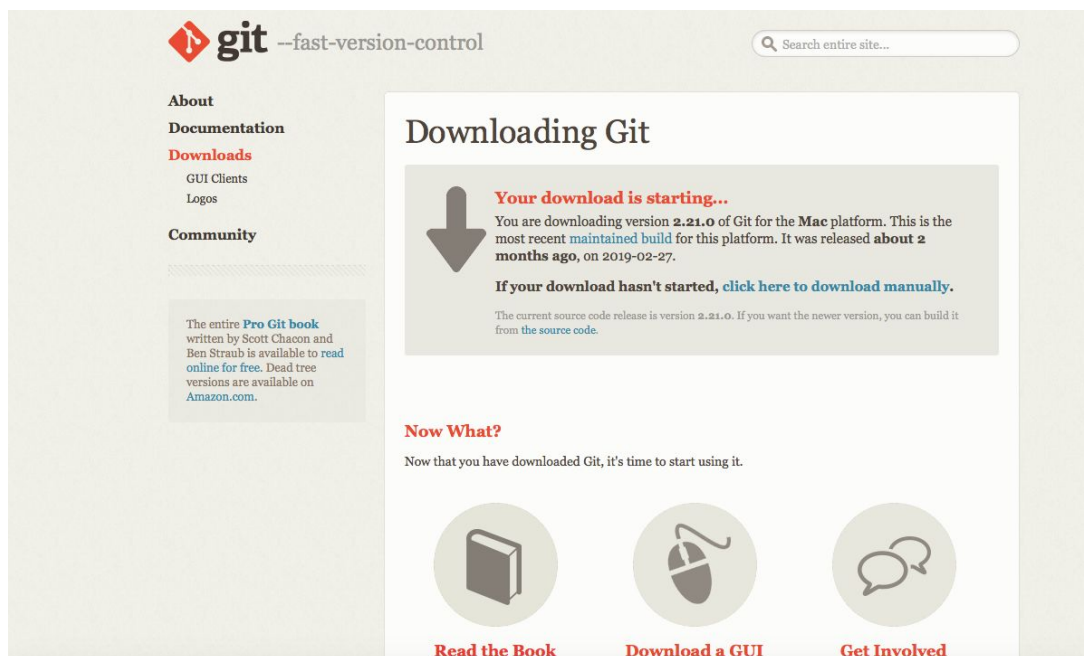 git --fast-version-control
Search entire site...
About
Documentation
Downloads
GUI Clients
Logos
Community
The entire Pro Git book
written by Scott Chacon and
Ben Straub is available to read
online for free. Dead tree
versions are available on
Amazon.com.
Downloading Git
Your download is starting...
You are downloading version 2.21.0 of Git for the Mac platform. This is the
most recent maintained build for this platform. It was released about 2
months ago, on 2019-02-27.
If your download hasn't started, click here to download manually.
The current source code release is version 2.21.0. If you want the newer version, you can build it
from the source code.
Now What?
Now that you have downloaded Git, it's time to start using it.
Read the Book
Download a GUI
Get Involved